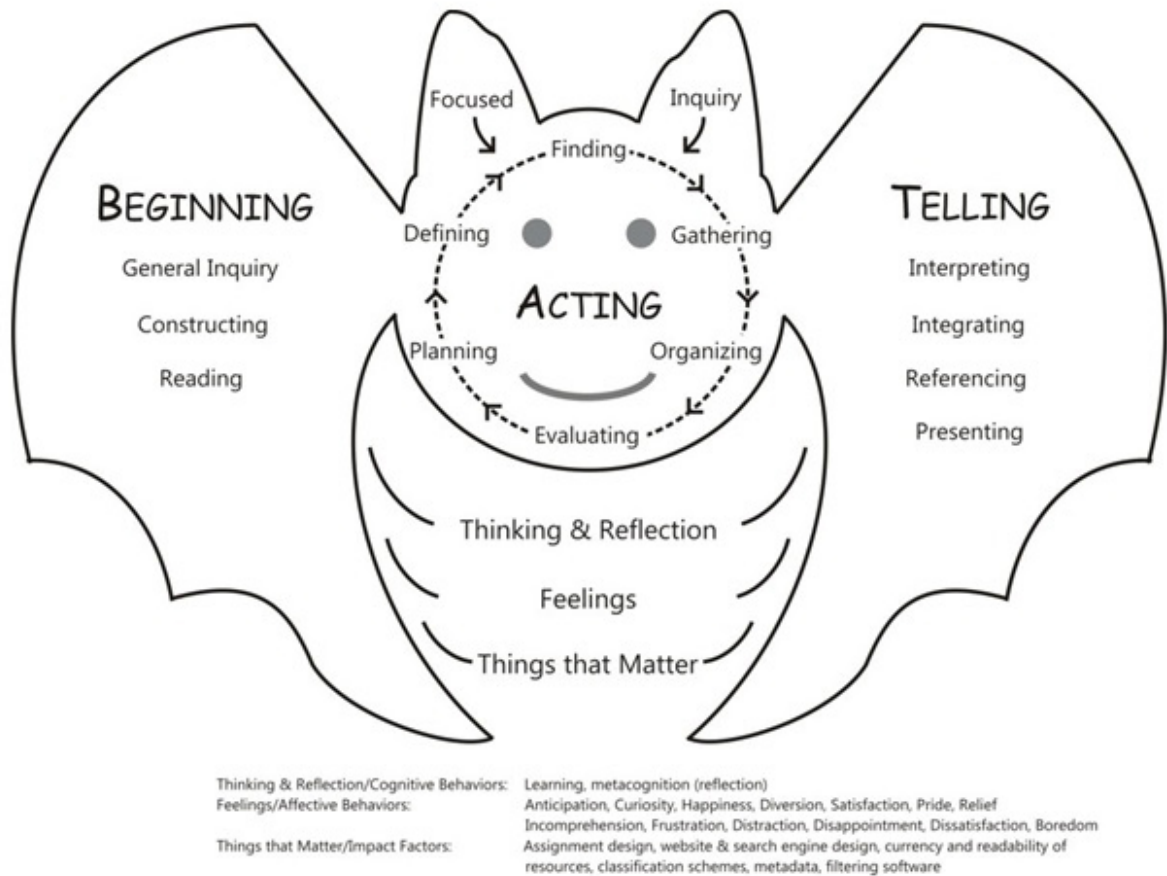 Focused
Inquiry
Finding
BEGINNING
General Inquiry
Constructing
Reading
Defining
Gathering
ACTING
Planning
Organizing
Evaluating
TELLING
Interpreting
Integrating
Referencing
Presenting
Thinking & Reflection
Feelings
Things that Matter
Thinking & Reflection/Cognitive Behaviors: Learning, metacognition (reflection)
Feelings/Affective Behaviors: Anticipation, Curiosity, Happiness, Diversion, Satisfaction, Pride, Relief
Incomprehension, Frustration, Distraction, Disappointment, Dissatisfaction, Boredom
Things that Matter/Impact Factors: Assignment design, website & search engine design, currency and readability of
resources, classification schemes, metadata, filtering software